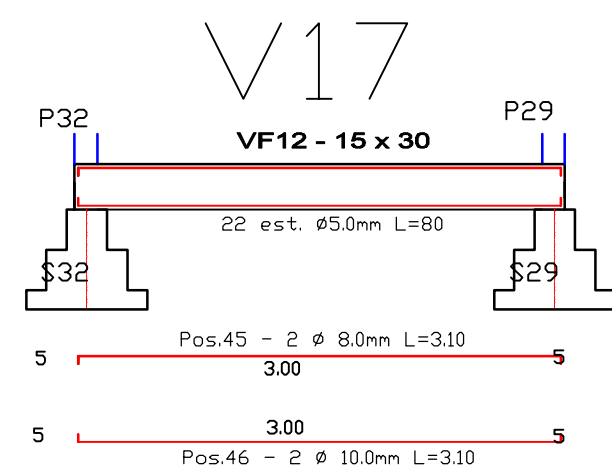 V17
P32
P29
VF12 - 15 x 30
22 est. Ø5.0mm L=80
S32
S29
Pos.45 - 2 Ø 8.0mm L=3.10
5
5
3.00
3.00
5
5
Pos.46 - 2 Ø 10.0mm L=3.10